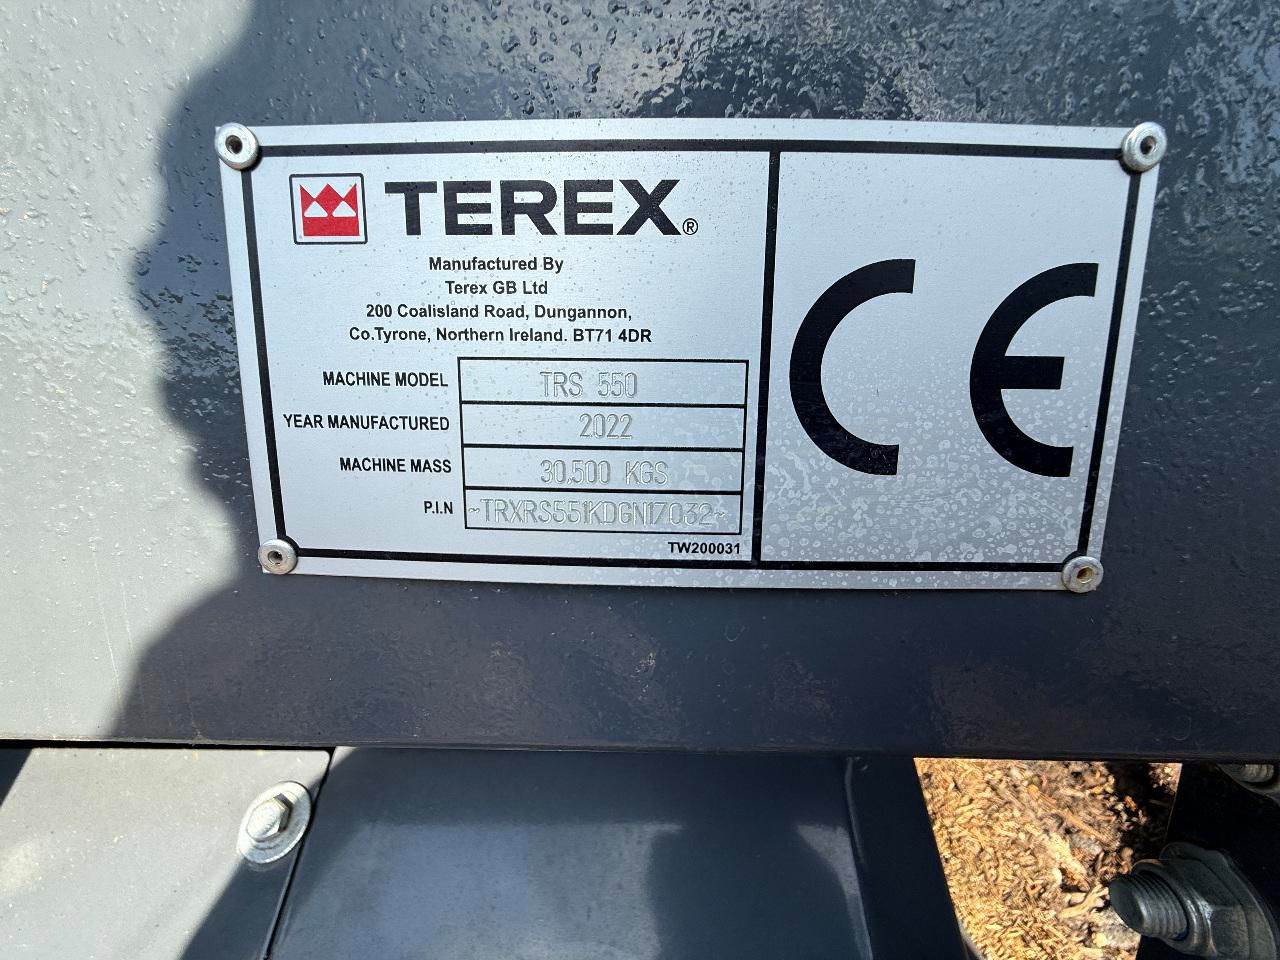 TEREX®
Manufactured By
Terex GB Ltd
200 Coalisland Road, Dungannon,
Co.Tyrone, Northern Ireland. BT71 4DR
MACHINE MODEL TRS 550
YEAR MANUFACTURED 2022
MACHINE MASS 30,500 KGS
P.I.N ~TRXRS551KDGN17032~
TW200031
CE